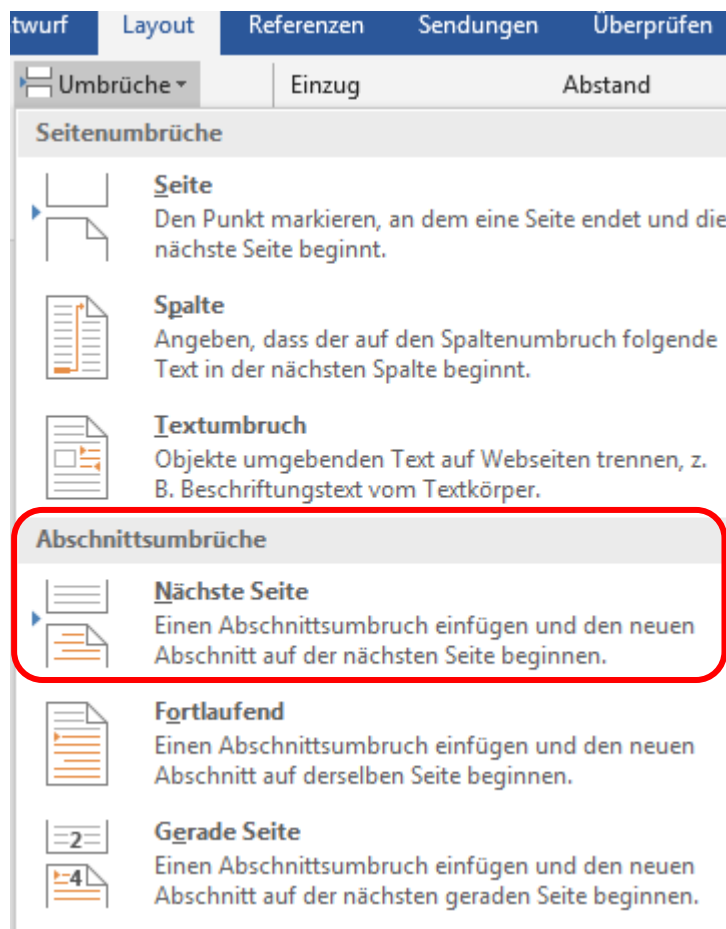 twurf Layout Referenzen Sendungen Überprüfen
Umbrüche Einzug Abstand
Seitenumbrüche
Seite
Den Punkt markieren, an dem eine Seite endet und die
nächste Seite beginnt.
Spalte
Angeben, dass der auf den Spaltenumbruch folgende
Text in der nächsten Spalte beginnt.
Textumbruch
Objekte umgebenden Text auf Webseiten trennen, z.
B. Beschriftungstext vom Textkörper.
Abschnittsumbrüche
Nächste Seite
Einen Abschnittsumbruch einfügen und den neuen
Abschnitt auf der nächsten Seite beginnen.
Fortlaufend
Einen Abschnittsumbruch einfügen und den neuen
Abschnitt auf derselben Seite beginnen.
2
Gerade Seite
4
Einen Abschnittsumbruch einfügen und den neuen
Abschnitt auf der nächsten geraden Seite beginnen.